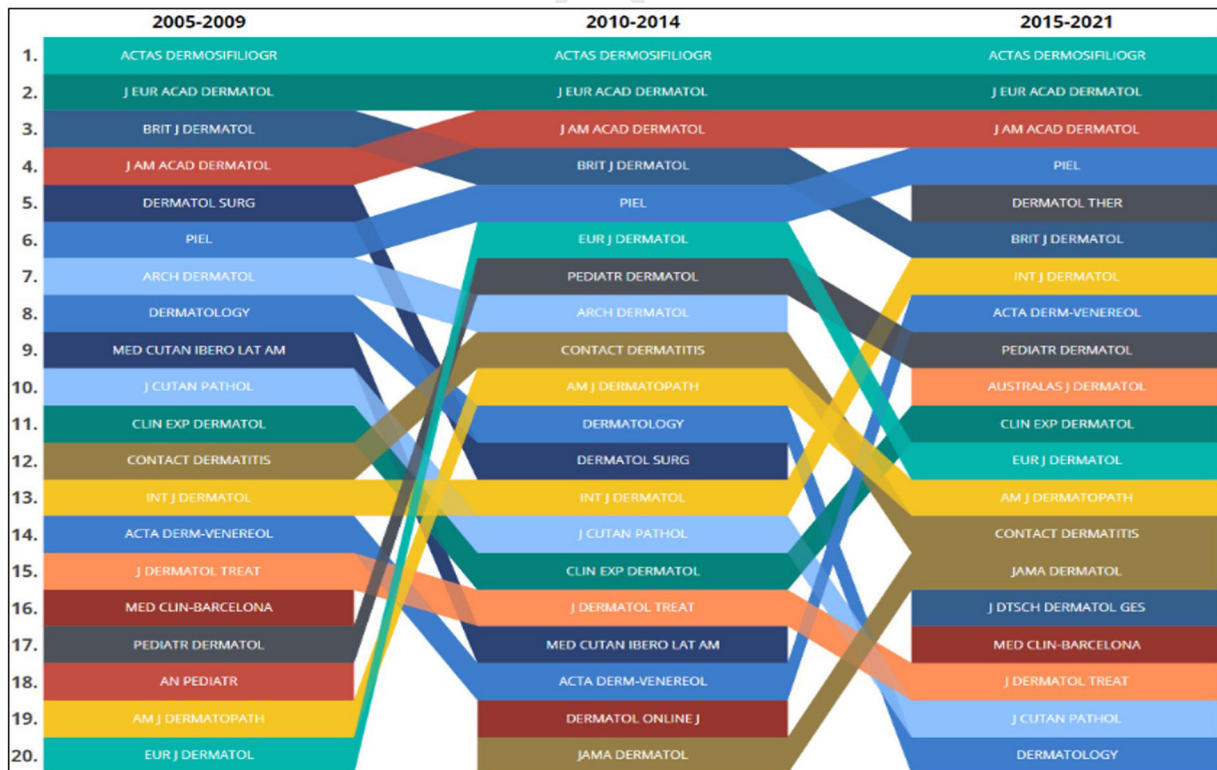 2005-2009 2010-2014 2015-2021
1. ACTAS DERMOSIFILIOGR ACTAS DERMOSIFILIOGR ACTAS DERMOSIFILIOGR
2. J EUR ACAD DERMATOL J EUR ACAD DERMATOL J EUR ACAD DERMATOL
3. BRIT J DERMATOL J AM ACAD DERMATOL J AM ACAD DERMATOL
4. J AM ACAD DERMATOL BRIT J DERMATOL PIEL
5. DERMATOL SURG PIEL DERMATOL THER
6. PIEL EUR J DERMATOL BRIT J DERMATOL
7. ARCH DERMATOL PEDIATR DERMATOL INT J DERMATOL
8. DERMATOLOGY ARCH DERMATOL ACTA DERM-VENEREOL
9. MED CUTAN IBERO LAT AM CONTACT DERMATITIS PEDIATR DERMATOL
10. J CUTAN PATHOL AM J DERMATOPATH AUSTRALAS J DERMATOL
11. CLIN EXP DERMATOL DERMATOLOGY CLIN EXP DERMATOL
12. CONTACT DERMATITIS DERMATOL SURG EUR J DERMATOL
13. INT J DERMATOL INT J DERMATOL AM J DERMATOPATH
14. ACTA DERM-VENEREOL J CUTAN PATHOL CONTACT DERMATITIS
15. J DERMATOL TREAT CLIN EXP DERMATOL JAMA DERMATOL
16. MED CLIN-BARCELONA J DERMATOL TREAT J DTSCH DERMATOL GES
17. PEDIATR DERMATOL MED CUTAN IBERO LAT AM MED CLIN-BARCELONA
18. AN PEDIATR ACTA DERM-VENEREOL J DERMATOL TREAT
19. AM J DERMATOPATH DERMATOL ONLINE J J CUTAN PATHOL
20. EUR J DERMATOL JAMA DERMATOL DERMATOLOGY